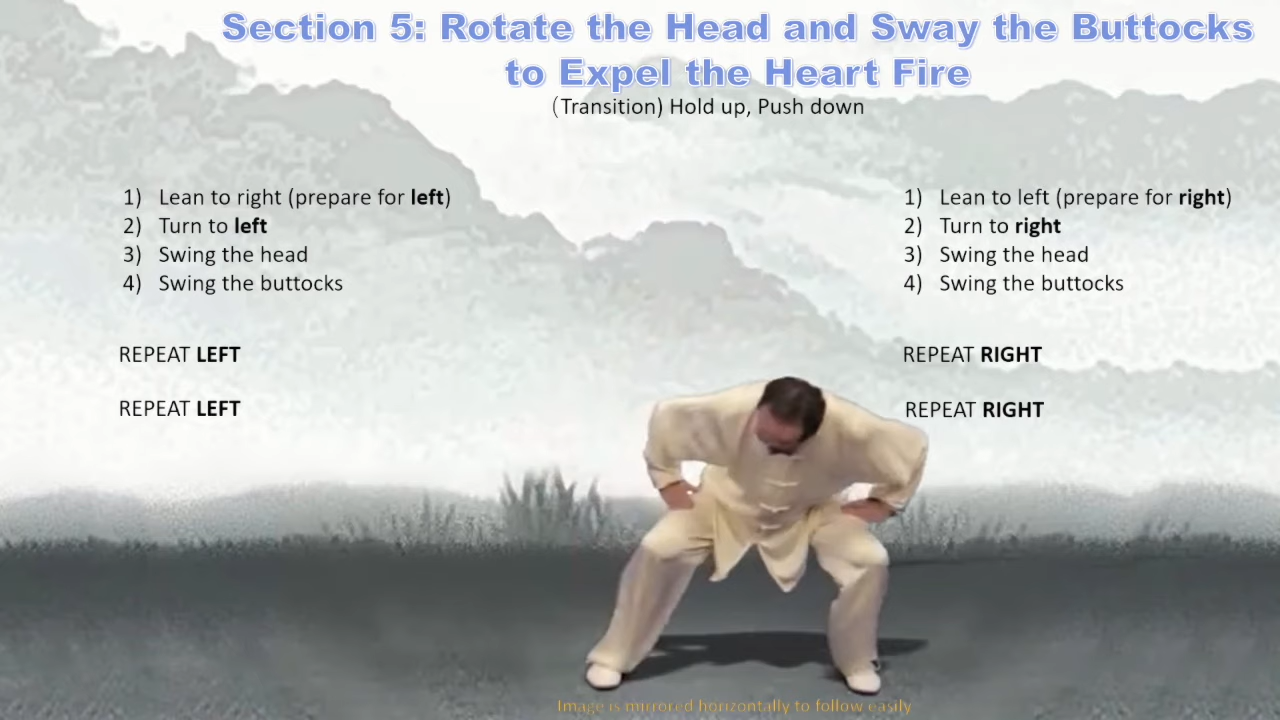 Section 5: Rotate the Head and Sway the Buttocks
to Expel the Heart Fire
（Transition) Hold up, Push down
1) Lean to right (prepare for left)
2) Turn to left
3) Swing the head
4) Swing the buttocks
REPEAT LEFT
REPEAT LEFT
1) Lean to left (prepare for right)
2) Turn to right
3) Swing the head
4) Swing the buttocks
REPEAT RIGHT
REPEAT RIGHT
Image is mirrored horizontally to follow easily